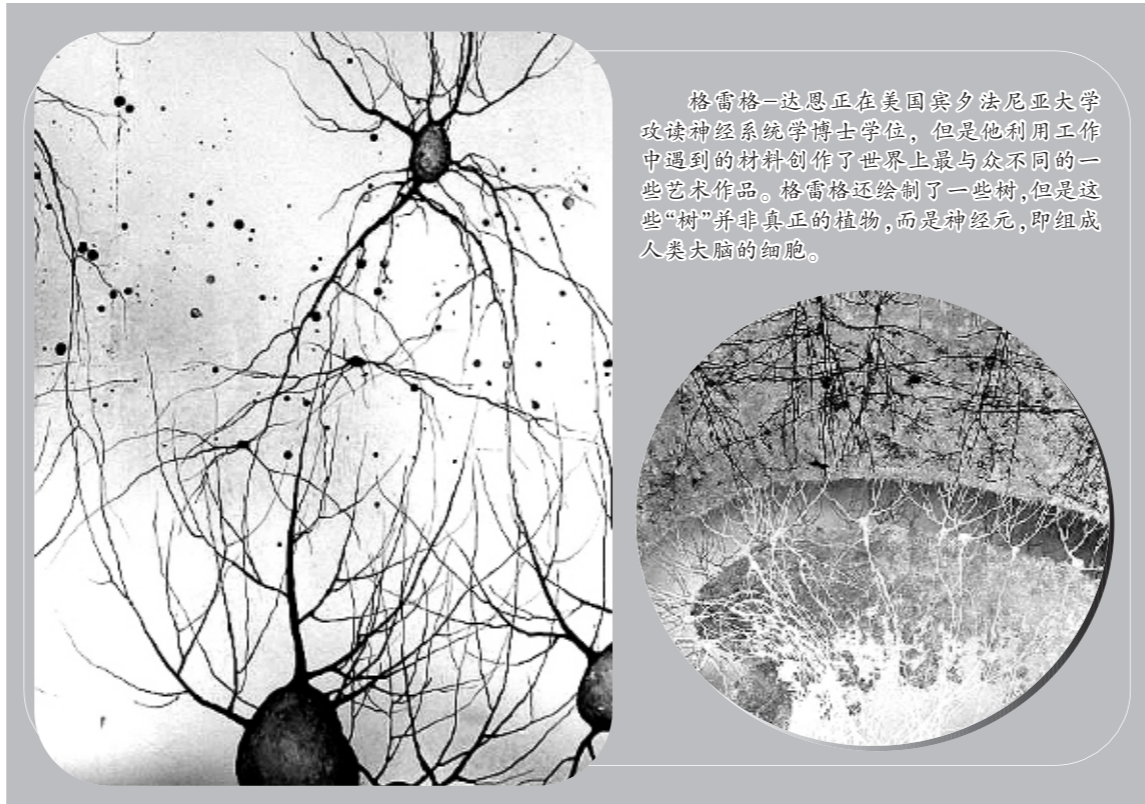 格雷格-达恩正在美国宾夕法尼亚大学
攻读神经系统学博士学位，但是他利用工作
中遇到的材料创作了世界上最与众不同的一
些艺术作品。格雷格还绘制了一些树,但是这
些“树”并非真正的植物,而是神经元,即组成
人类大脑的细胞。